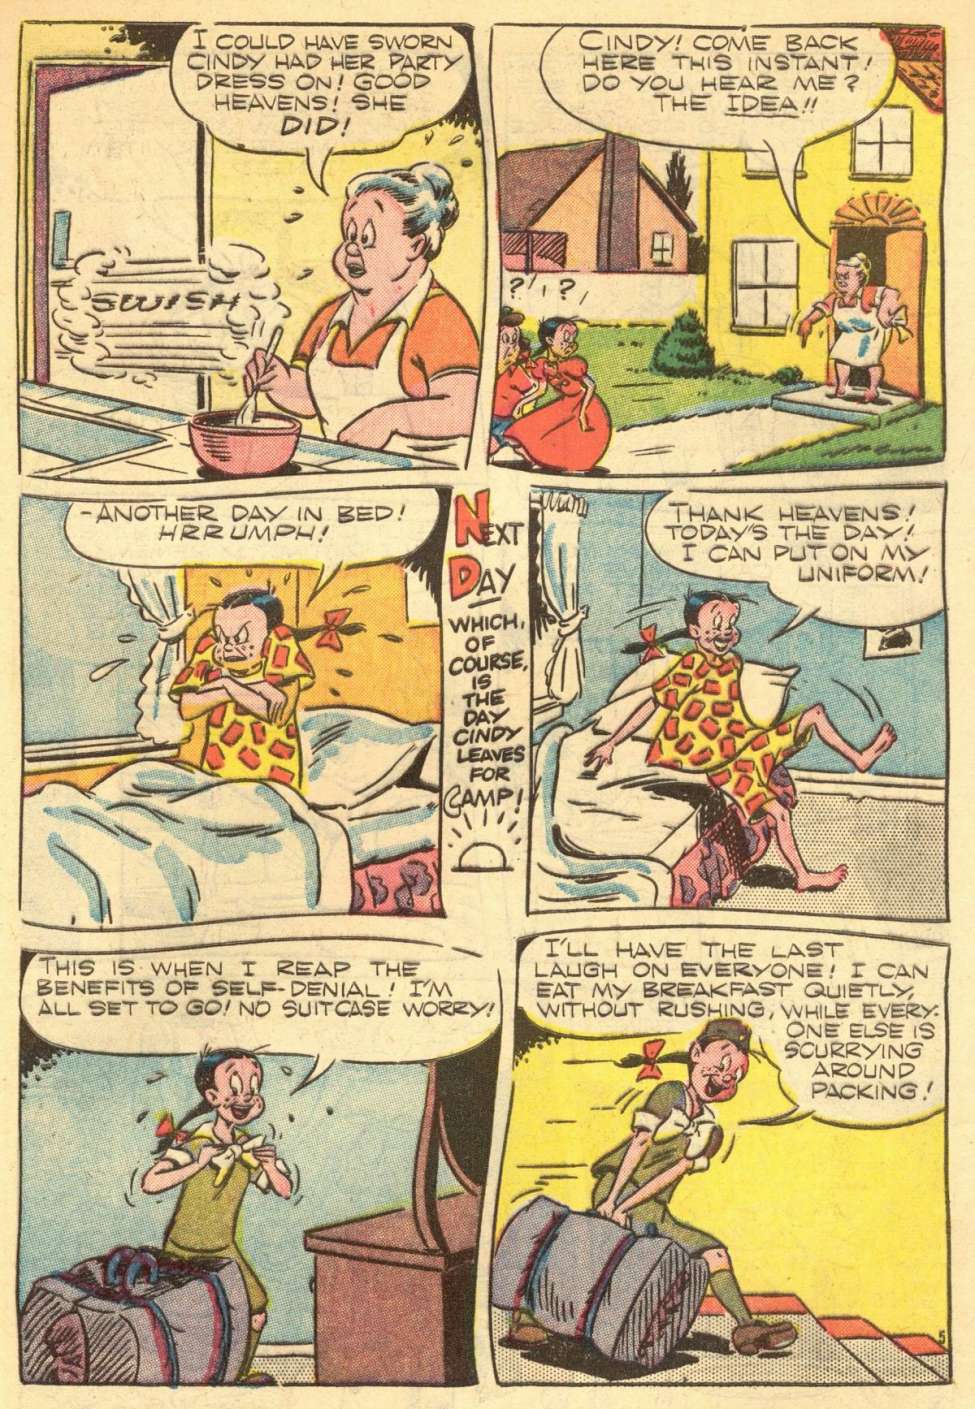 I COULD HAVE SWORN
CINDY HAD HER PARTY
DRESS ON! GOOD
HEAVENS! SHE
DID!
SWISH
CINDY! COME BACK
HERE THIS INSTANT!
DO YOU HEAR ME?
THE IDEA!!
?! ?!
-ANOTHER DAY IN BED!
HRRUMPH!
NEXT
DAY
WHICH,
OF
COURSE,
IS
THE
DAY
CINDY
LEAVES
FOR
CAMP!
THANK HEAVENS!
TODAY'S THE DAY!
I CAN PUT ON MY
UNIFORM!
THIS IS WHEN I REAP THE
BENEFITS OF SELF-DENIAL! I'M
ALL SET TO GO! NO SUITCASE WORRY!
I'LL HAVE THE LAST
LAUGH ON EVERYONE! I CAN
EAT MY BREAKFAST QUIETLY,
WITHOUT RUSHING, WHILE EVERY-
ONE ELSE IS
SCURRYING
AROUND
PACKING!
5